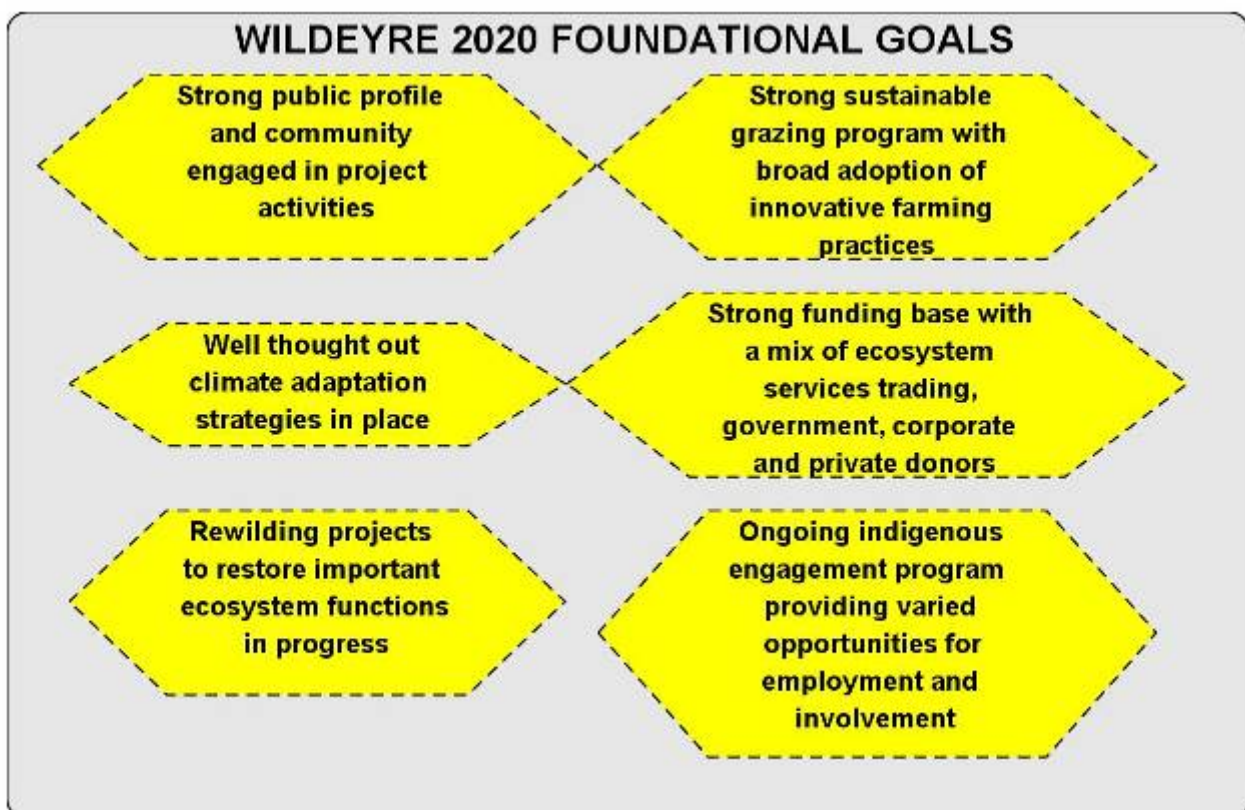 WILDEYRE 2020 FOUNDATIONAL GOALS
Strong public profile
and community
engaged in project
activities
Strong sustainable
grazing program with
broad adoption of
innovative farming
practices
Well thought out
climate adaptation
strategies in place
Strong funding base with
a mix of ecosystem
services trading,
government, corporate
and private donors
Rewilding projects
to restore important
ecosystem functions
in progress
Ongoing indigenous
engagement program
providing varied
opportunities for
employment and
involvement